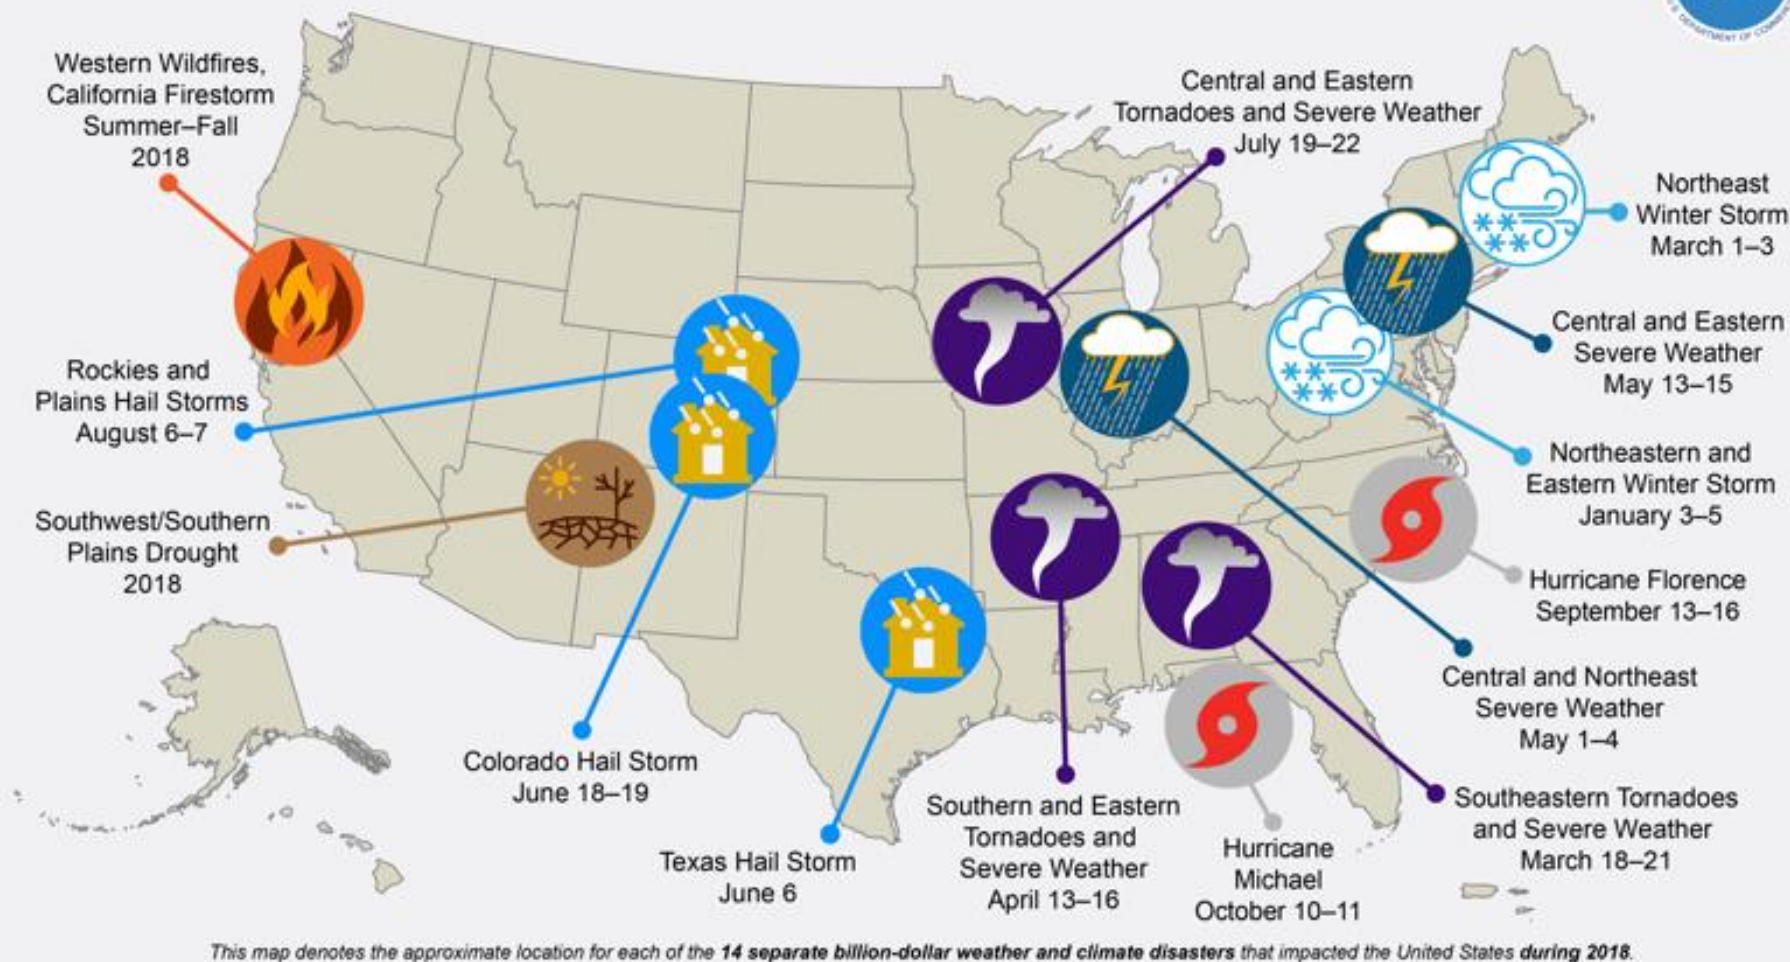 U.S. DEPARTMENT OF COMM
Western Wildfires,
California Firestorm
Summer–Fall
2018
Central and Eastern
Tornadoes and Severe Weather
July 19–22
Northeast
Winter Storm
March 1–3
Central and Eastern
Severe Weather
May 13–15
Rockies and
Plains Hail Storms
August 6–7
Northeastern and
Eastern Winter Storm
January 3–5
Southwest/Southern
Plains Drought
2018
Hurricane Florence
September 13–16
Central and Northeast
Severe Weather
May 1–4
Colorado Hail Storm
June 18–19
Southeastern Tornadoes
and Severe Weather
March 18–21
Southern and Eastern
Tornadoes and
Severe Weather
April 13–16
Texas Hail Storm
June 6
Hurricane
Michael
October 10–11
This map denotes the approximate location for each of the 14 separate billion-dollar weather and climate disasters that impacted the United States during 2018.